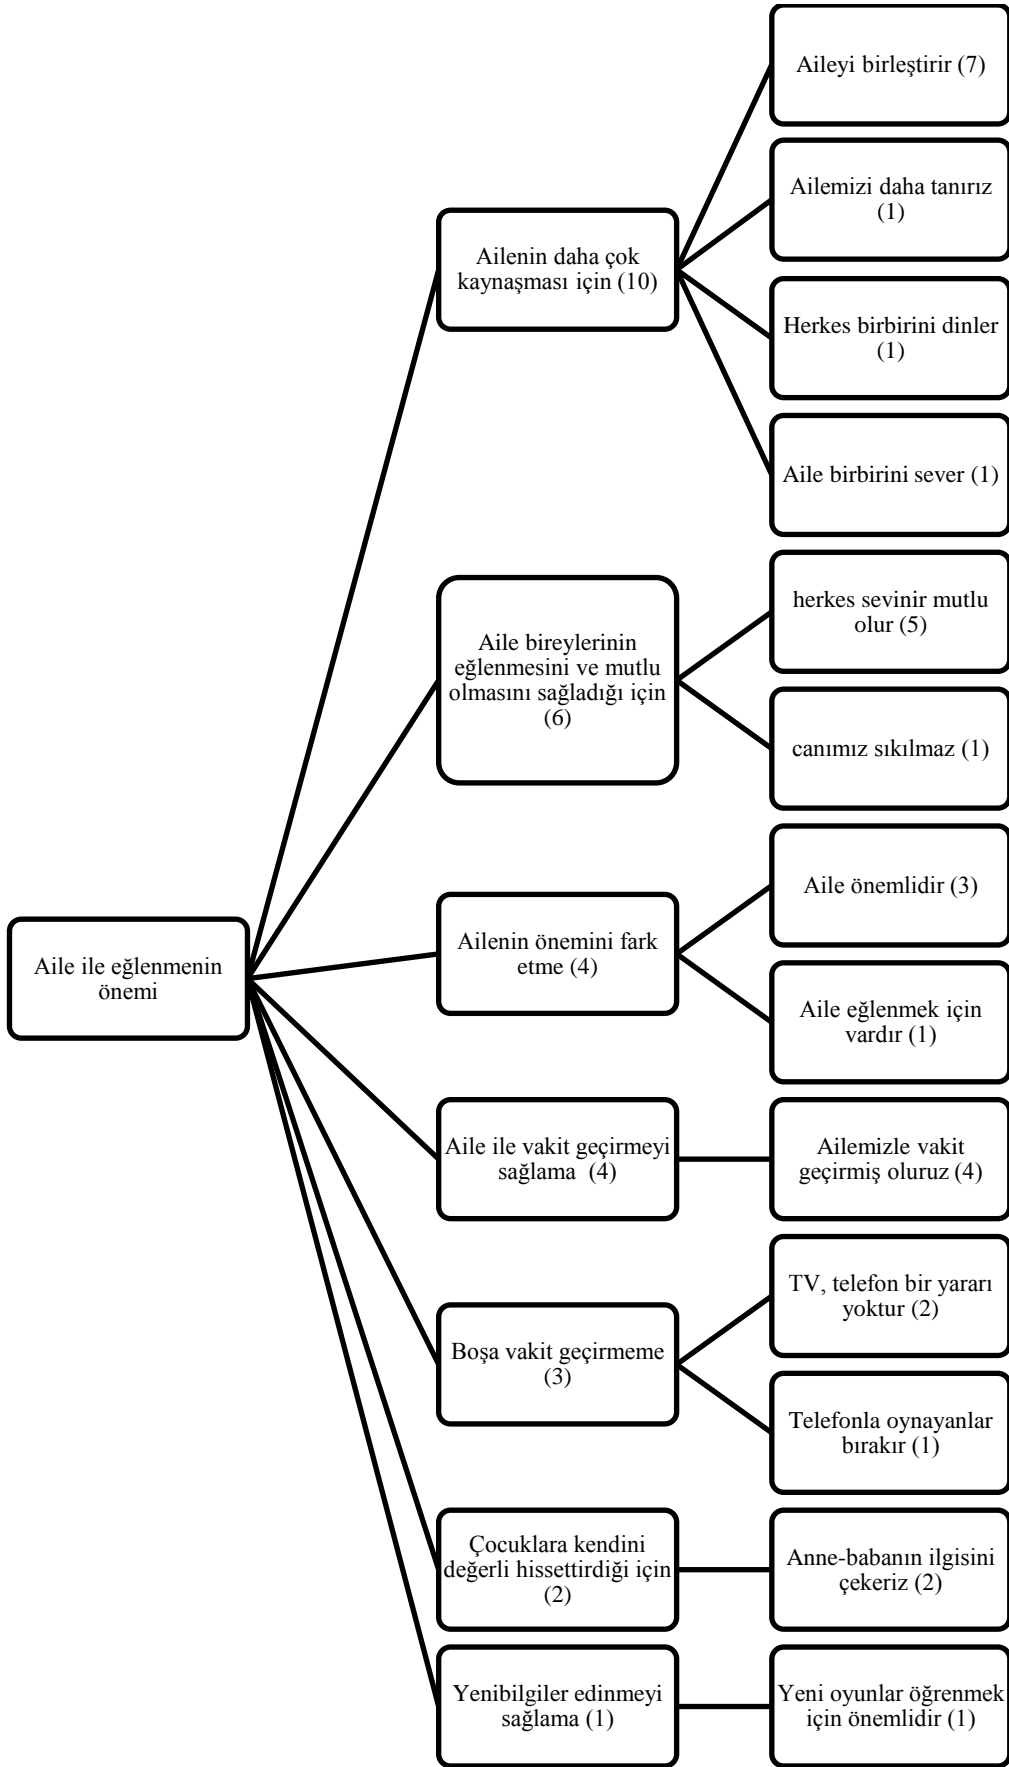 Aile ile eğlenmenin
önemi
Ailenin daha çok
kaynaşması için (10)
Aileyi birleştirir (7)
Ailemizi daha tanırız
(1)
Herkes birbirini dinler
(1)
Aile birbirini sever (1)
Aile bireylerinin
eğlenmesini ve mutlu
olmasını sağladığı için
(6)
herkes sevinir mutlu
olur (5)
canımız sıkılmaz (1)
Ailenin önemini fark
etme (4)
Aile önemlidir (3)
Aile eğlenmek için
vardır (1)
Aile ile vakit geçirmeyi
sağlama (4)
Ailemizle vakit
geçirmiş oluruz (4)
Boşa vakit geçirmeme
(3)
TV, telefon bir yararı
yoktur (2)
Telefonla oynayanlar
bırakır (1)
Çocuklara kendini
değerli hissettirdiği için
(2)
Anne-babanın ilgisini
çekeriz (2)
Yenibilgiler edinmeyi
sağlama (1)
Yeni oyunlar öğrenmek
için önemlidir (1)